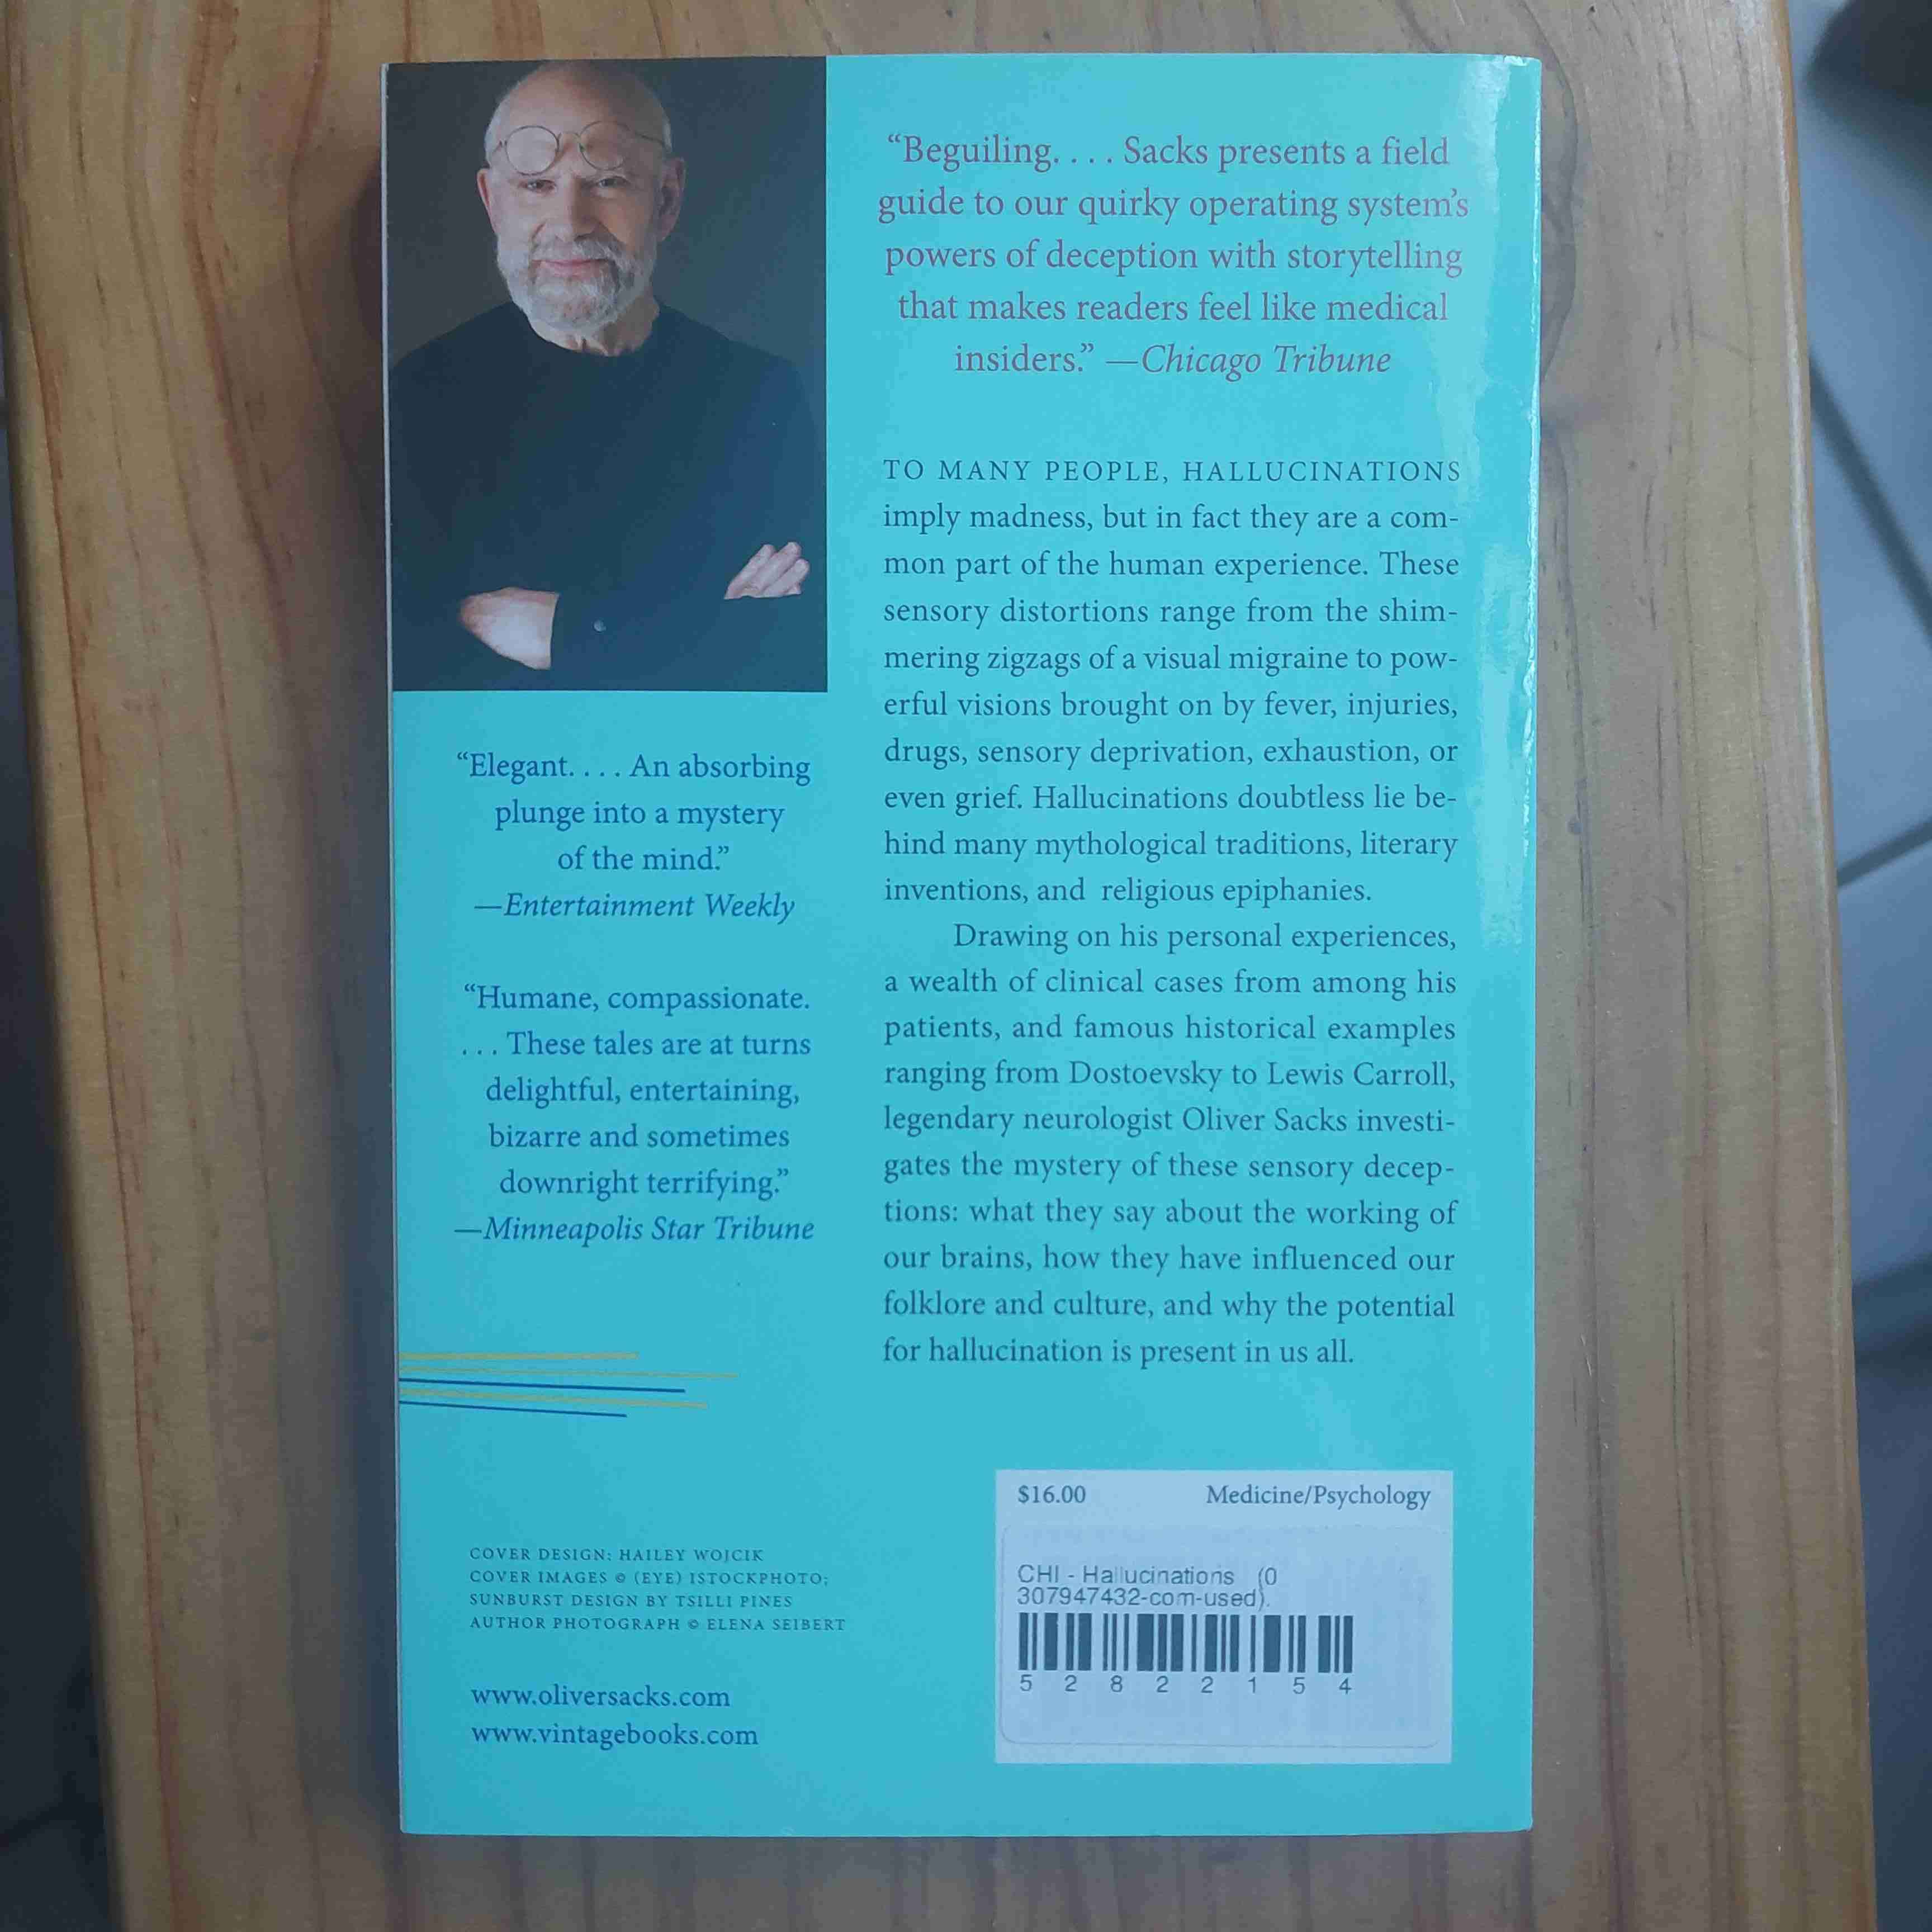 “Beguiling. . . . Sacks presents a field
guide to our quirky operating system’s
powers of deception with storytelling
that makes readers feel like medical
insiders.” —Chicago Tribune
TO MANY PEOPLE, HALLUCINATIONS
imply madness, but in fact they are a com-
mon part of the human experience. These
sensory distortions range from the shim-
mering zigzags of a visual migraine to pow-
erful visions brought on by fever, injuries,
drugs, sensory deprivation, exhaustion, or
even grief. Hallucinations doubtless lie be-
hind many mythological traditions, literary
inventions, and religious epiphanies.
Drawing on his personal experiences,
a wealth of clinical cases from among his
patients, and famous historical examples
ranging from Dostoevsky to Lewis Carroll,
legendary neurologist Oliver Sacks investi-
gates the mystery of these sensory decep-
tions: what they say about the working of
our brains, how they have influenced our
folklore and culture, and why the potential
for hallucination is present in us all.
“Elegant. . . . An absorbing
plunge into a mystery
of the mind.”
—Entertainment Weekly
“Humane, compassionate.
. . . These tales are at turns
delightful, entertaining,
bizarre and sometimes
downright terrifying.”
—Minneapolis Star Tribune
COVER DESIGN: HAILEY WOJCIK
COVER IMAGES © (EYE) ISTOCKPHOTO;
SUNBURST DESIGN BY TSILLI PINES
AUTHOR PHOTOGRAPH © ELENA SEIBERT
www.oliversacks.com
www.vintagebooks.com
$16.00 Medicine/Psychology
CHI - Hallucinations (0
307947432-com-used).
5 2 8 2 2 1 5 4